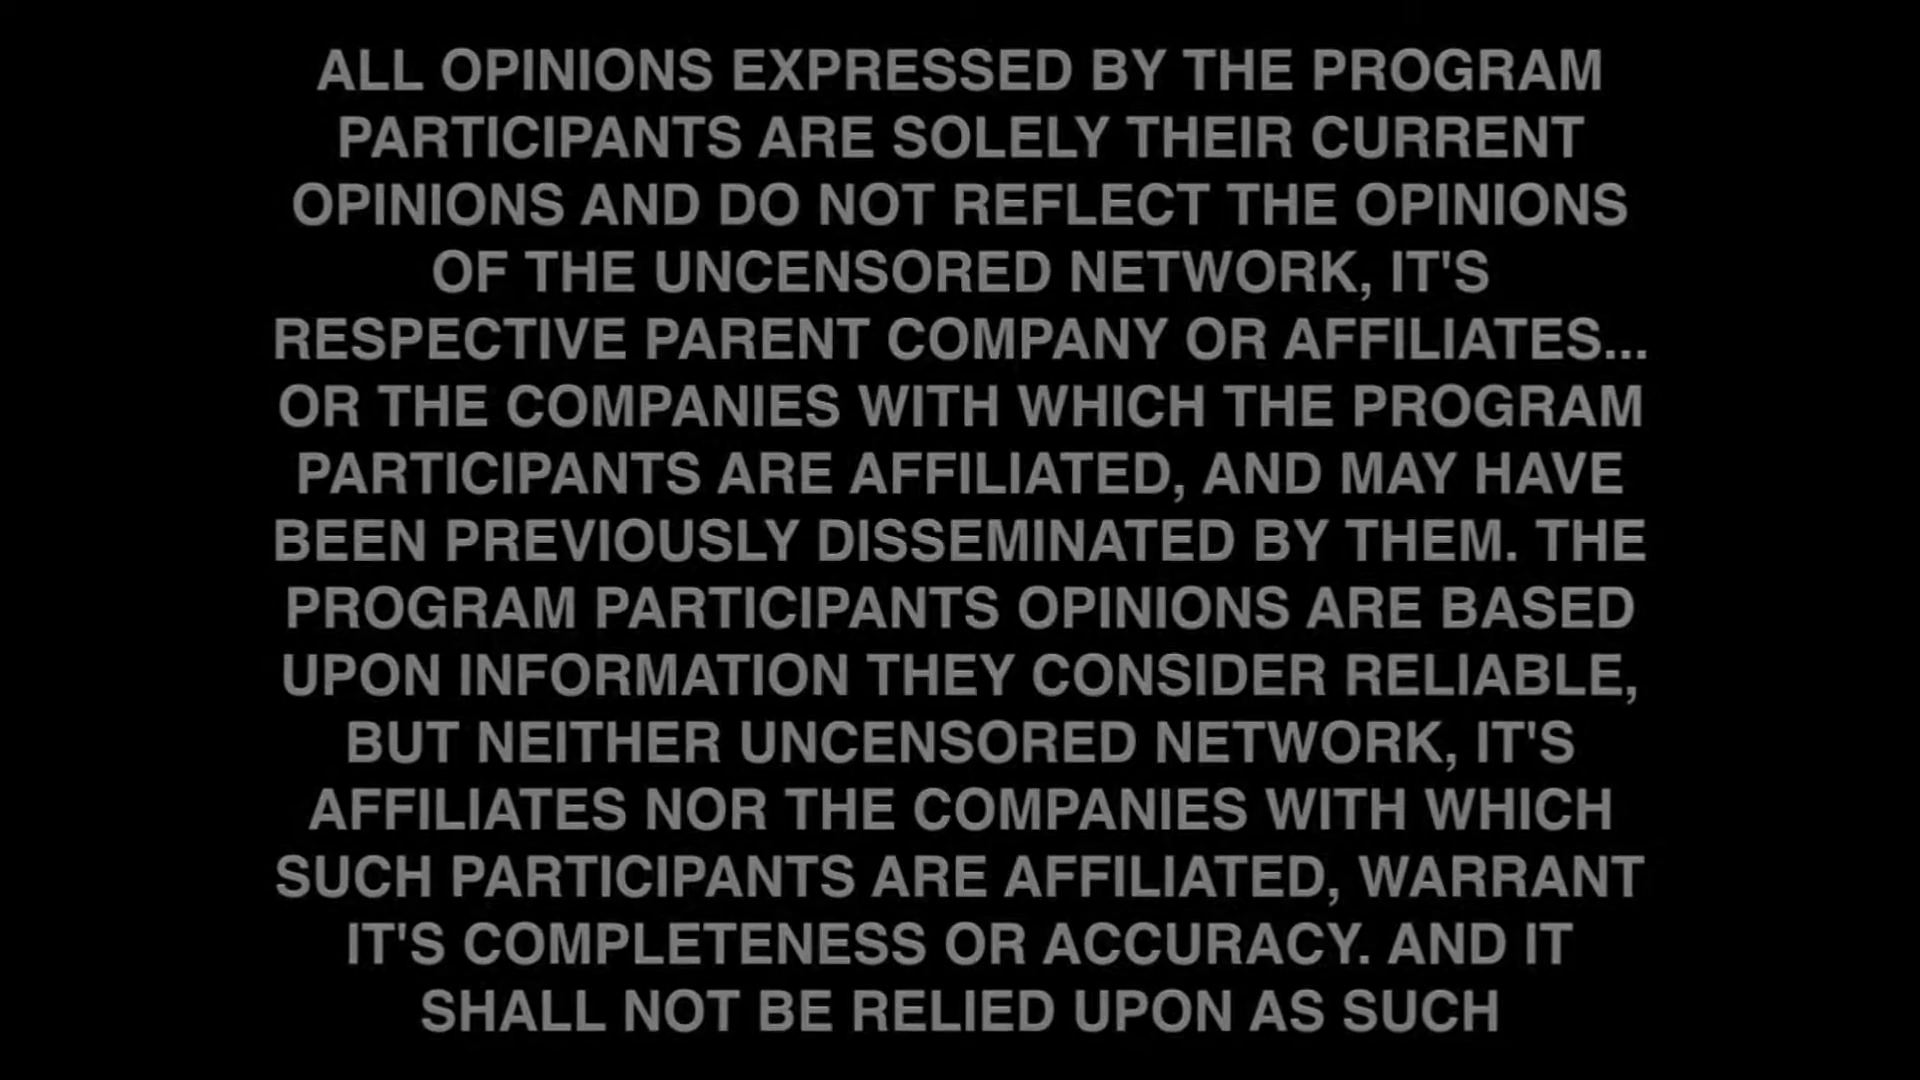 ALL OPINIONS EXPRESSED BY THE PROGRAM
PARTICIPANTS ARE SOLELY THEIR CURRENT
OPINIONS AND DO NOT REFLECT THE OPINIONS
OF THE UNCENSORED NETWORK, IT'S
RESPECTIVE PARENT COMPANY OR AFFILIATES...
OR THE COMPANIES WITH WHICH THE PROGRAM
PARTICIPANTS ARE AFFILIATED, AND MAY HAVE
BEEN PREVIOUSLY DISSEMINATED BY THEM. THE
PROGRAM PARTICIPANTS OPINIONS ARE BASED
UPON INFORMATION THEY CONSIDER RELIABLE,
BUT NEITHER UNCENSORED NETWORK, IT'S
AFFILIATES NOR THE COMPANIES WITH WHICH
SUCH PARTICIPANTS ARE AFFILIATED, WARRANT
IT'S COMPLETENESS OR ACCURACY. AND IT
SHALL NOT BE RELIED UPON AS SUCH